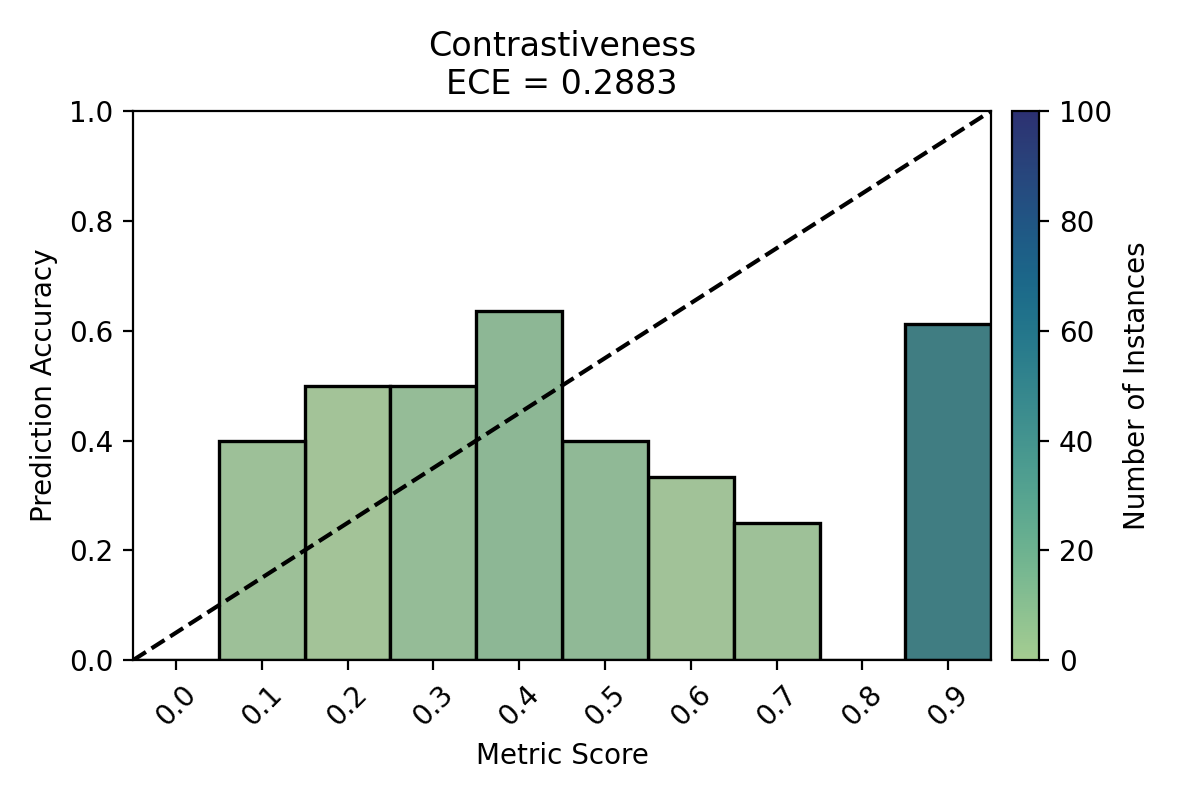 Contrastiveness
ECE = 0.2883
Prediction Accuracy
1.0
0.8
0.6
0.4
0.2
0.0
0.0 0.1 0.2 0.3 0.4 0.5 0.6 0.7 0.8 0.9
Metric Score
100
80
60
40
20
0
Number of Instances